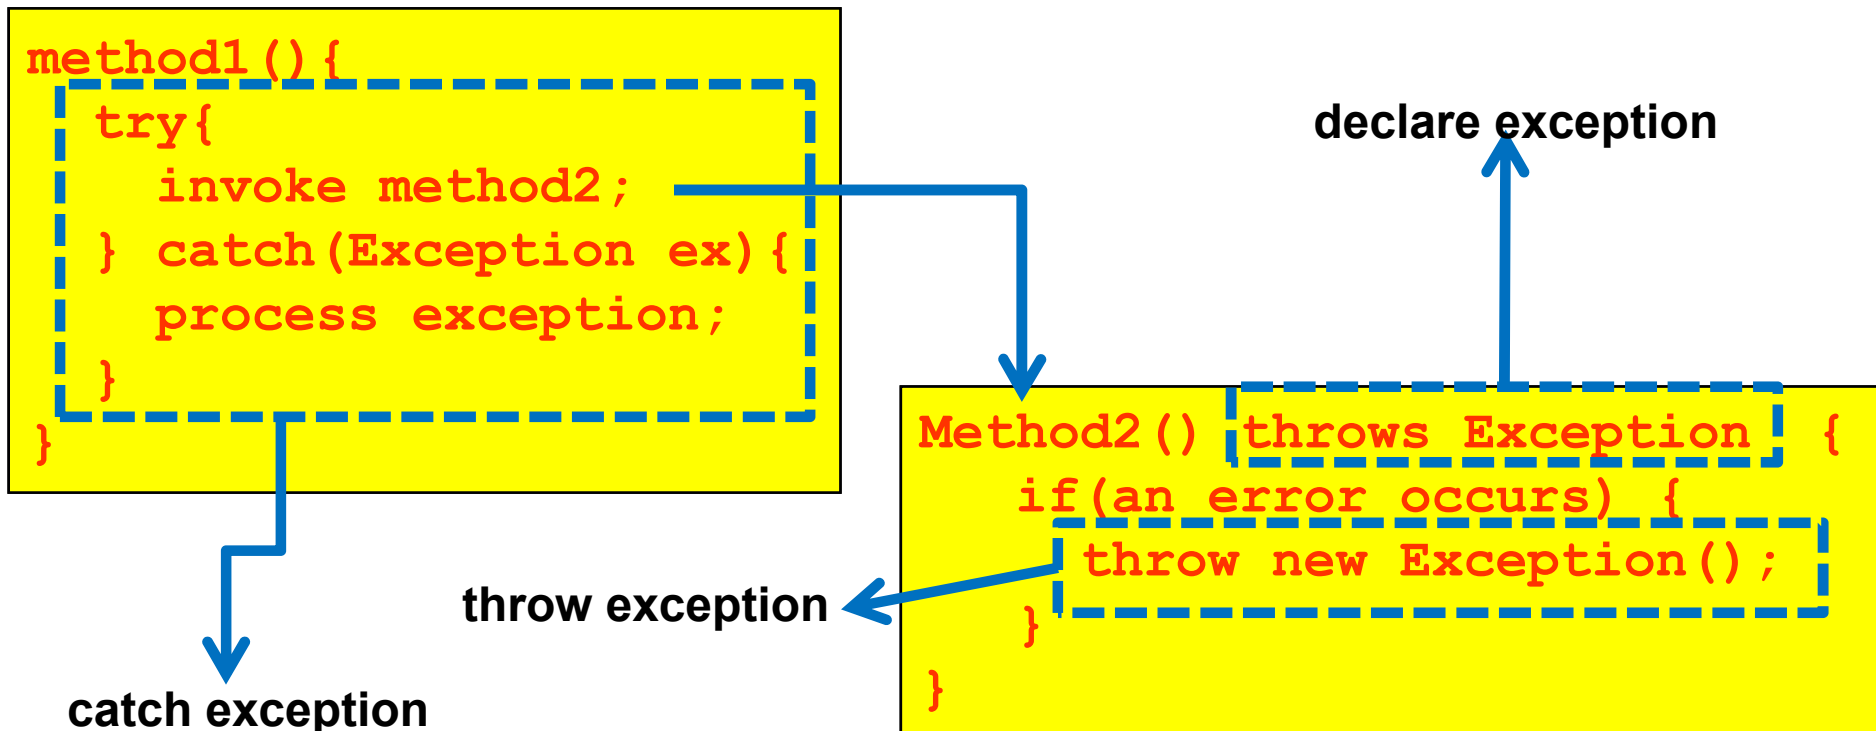 method1(){
try{
invoke method2;
} catch(Exception ex){
process exception;
}
}
declare exception
Method2() throws Exception {
if(an error occurs) {
throw new Exception();
}
}
throw exception
catch exception